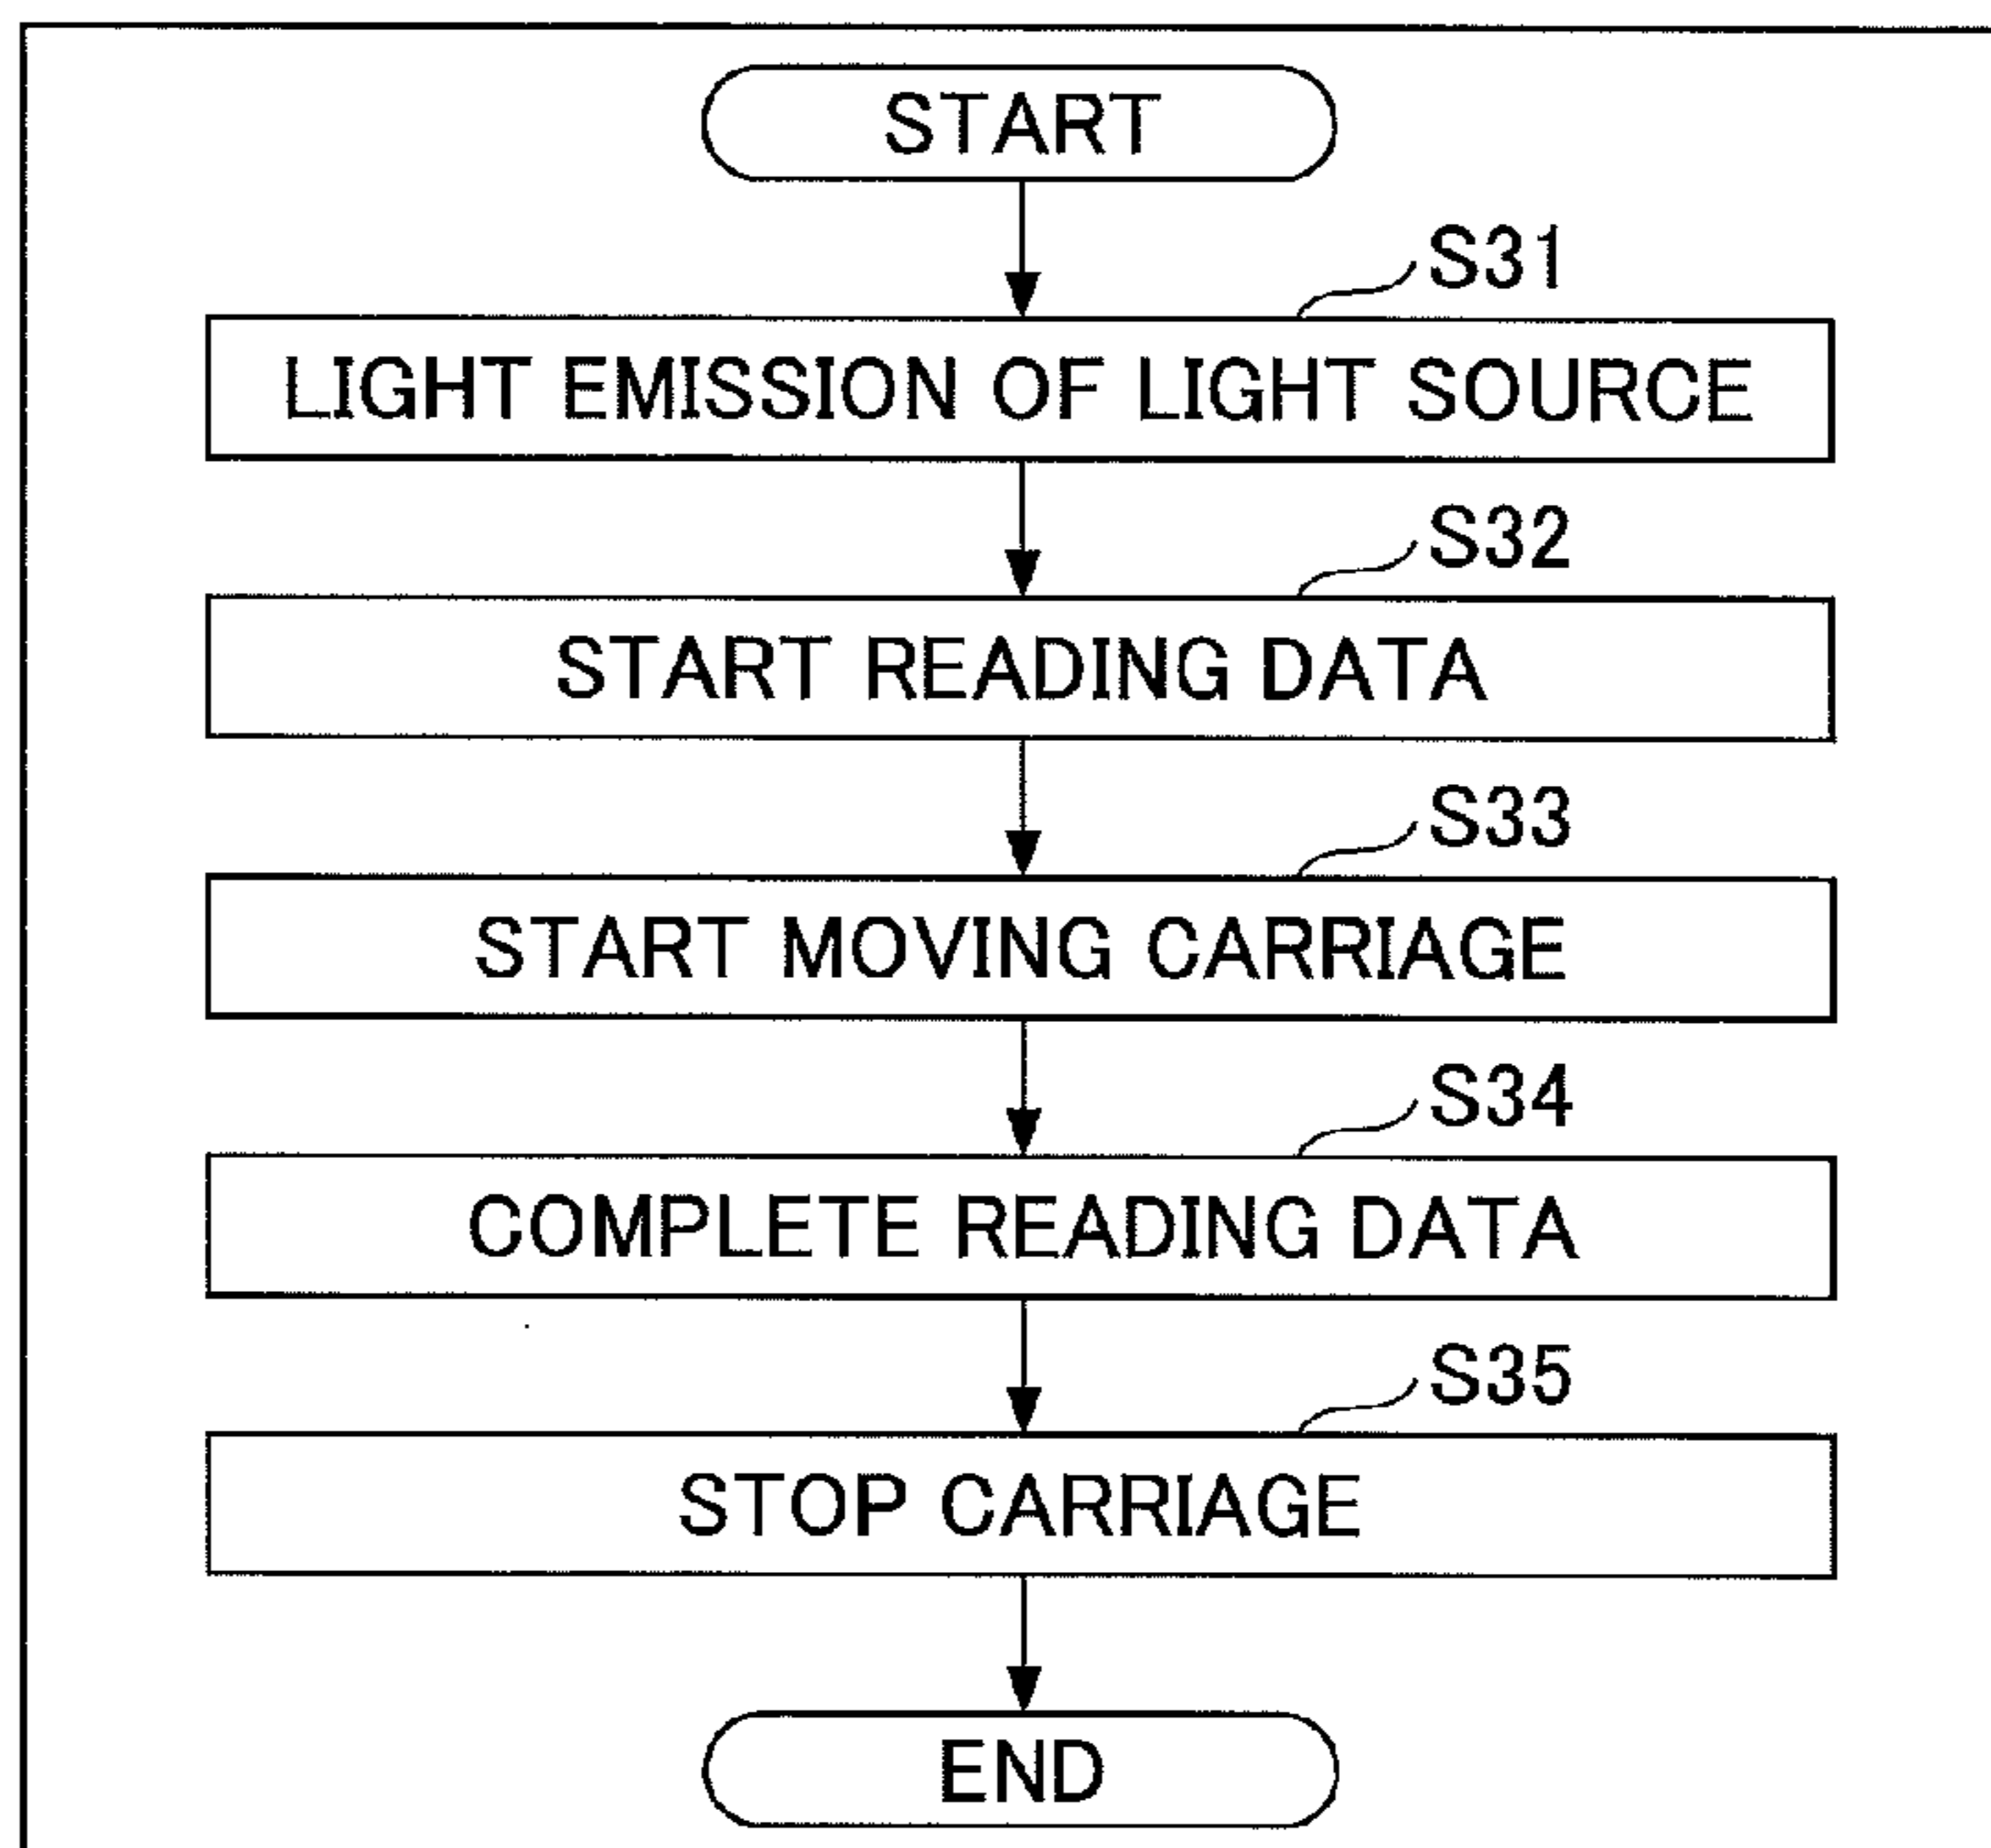 START
S31
LIGHT EMISSION OF LIGHT SOURCE
S32
START READING DATA
S33
START MOVING CARRIAGE
S34
COMPLETE READING DATA
S35
STOP CARRIAGE
END